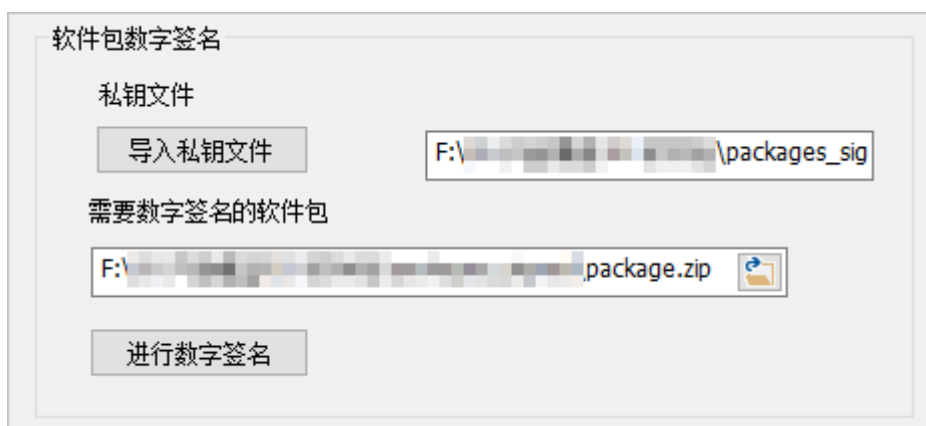 软件包数字签名
私钥文件
导入私钥文件 F:\ \packages_sig
需要数字签名的软件包
F:\ package.zip
进行数字签名